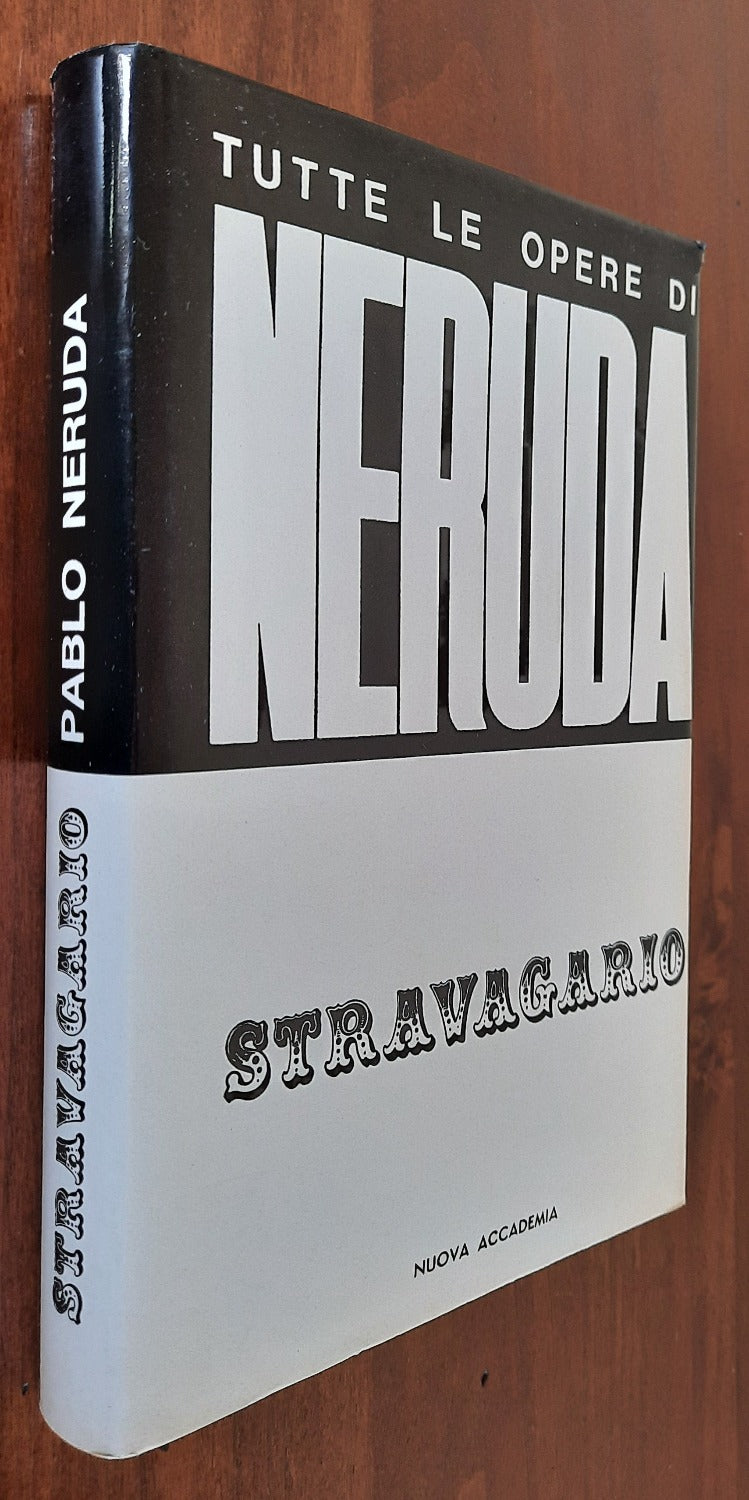 PABLO NERUDA
STRAVAGARIO
TUTTE LE OPERE DI
NERUDA
STRAVAGARIO
NUOVA ACCADEMIA